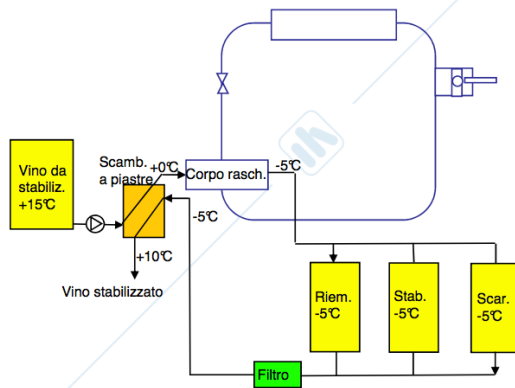 Vino da
stabiliz.
+15°C
Scamb.
a piastre
+0°C
Corpo rasch.
-5°C
-5°C
+10°C
Vino stabilizzato
Riem.
-5°C
Stab.
-5°C
Scar.
-5°C
Filtro